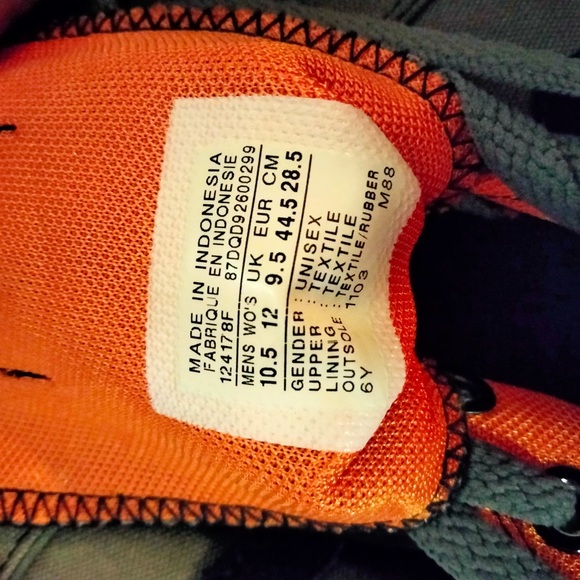 MADE IN INDONESIA
FABRIQUE EN INDONESIE
124178F 87DQD92600299
MENS WO'S UK EUR CM
10.5 12 9.5 44.5 28.5
GENDER : UNISEX
UPPER : TEXTILE
LINING : TEXTILE
OUTSOLE : TEXTILE/RUBBER
6Y 1103 M88